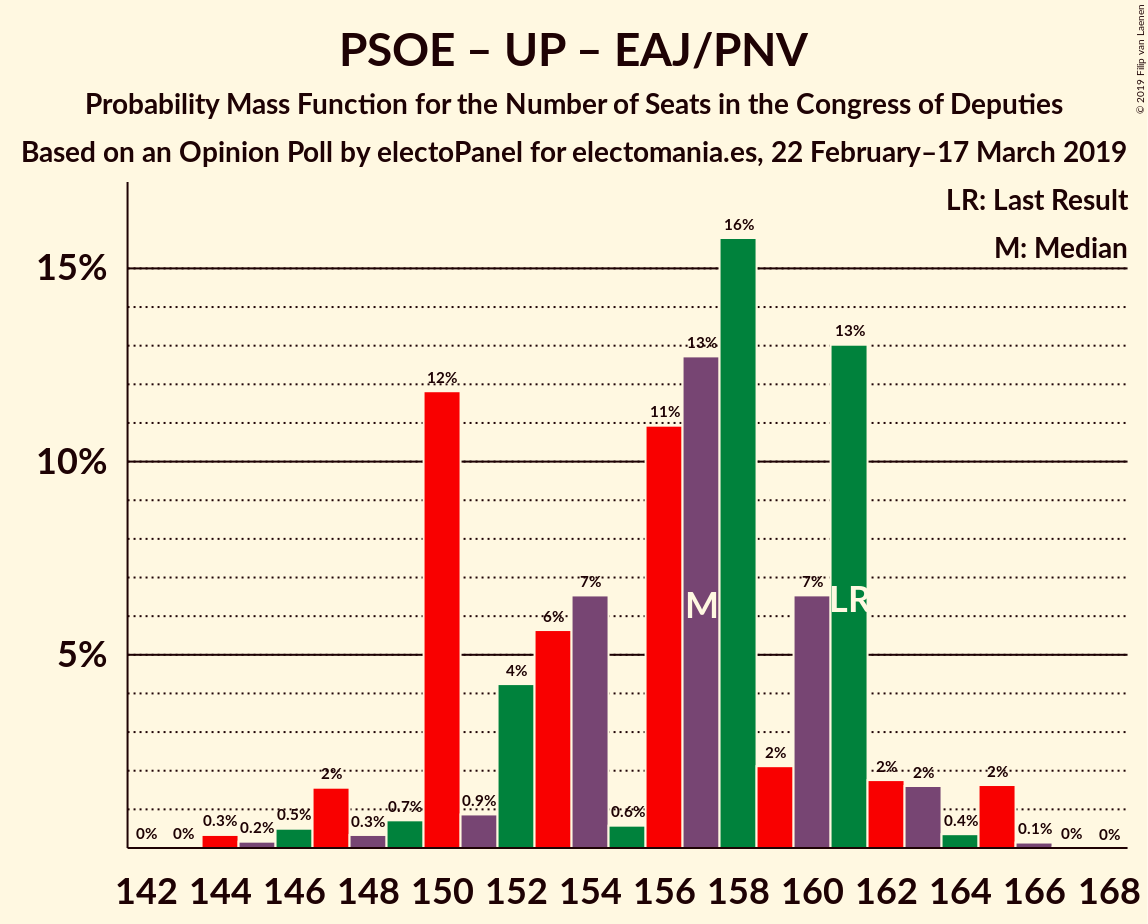 PSOE – UP – EAJ/PNV
Probability Mass Function for the Number of Seats in the Congress of Deputies
Based on an Opinion Poll by electoPanel for electomania.es, 22 February–17 March 2019
© 2019 Filip van Laenen
LR: Last Result
M: Median
15%
10%
5%
0% 0% 0.3% 0.2% 0.5% 2% 0.3% 0.7% 12% 0.9% 4% 6% 7% 0.6% 11% 13% 16% 2% 7% 13% 2% 2% 0.4% 2% 0.1% 0% 0%
M LR
142 144 146 148 150 152 154 156 158 160 162 164 166 168